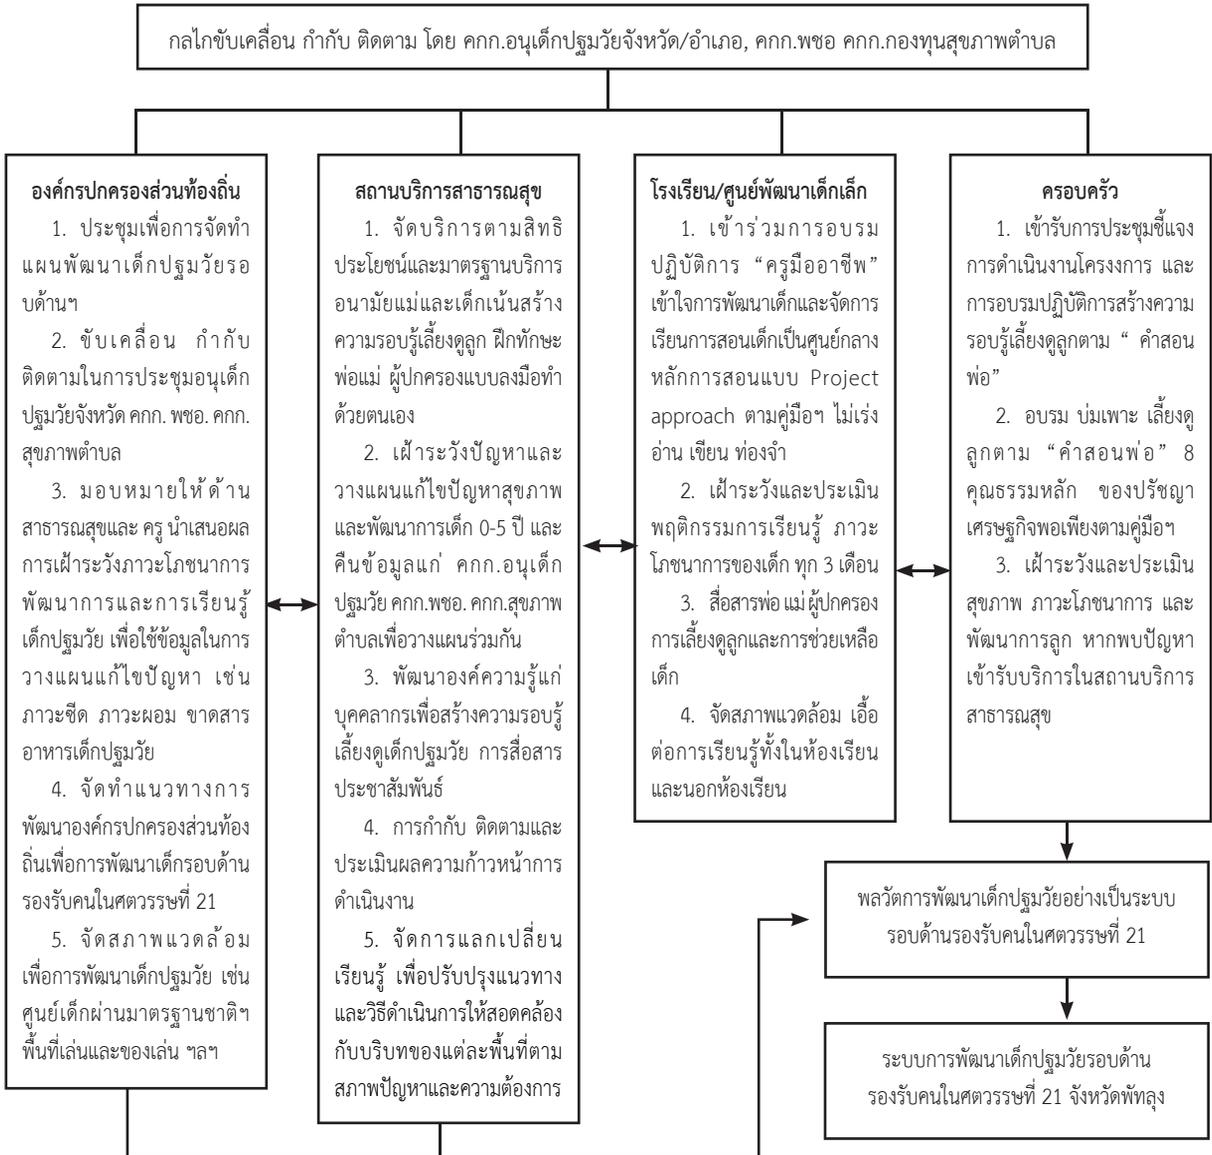 กลไกขับเคลื่อน กำกับ ติดตาม โดย คกก.อนุเด็กปฐมวัยจังหวัด/อำเภอ, คกก.พชอ คกก.กองทุนสุขภาพตำบล
องค์กรปกครองส่วนท้องถิ่น
1. ประชุมเพื่อการจัดทำ
แผนพัฒนาเด็กปฐมวัยรอ
บด้านฯ
2. ขับเคลื่อน กำกับ
ติดตามในการประชุมอนุเด็ก
ปฐมวัยจังหวัด คกก. พชอ. คกก.
สุขภาพตำบล
3. มอบหมายให้ด้าน
สาธารณสุขและ ครู นำเสนอผล
การเฝ้าระวังภาวะโภชนาการ
พัฒนาการและการเรียนรู้
เด็กปฐมวัย เพื่อใช้ข้อมูลในการ
วางแผนแก้ไขปัญหา เช่น
ภาวะซีด ภาวะผอม ขาดสาร
อาหารเด็กปฐมวัย
4. จัดทำแนวทางการ
พัฒนาองค์กรปกครองส่วนท้อง
ถิ่นเพื่อการพัฒนาเด็กรอบด้าน
รองรับคนในศตวรรษที่ 21
5. จัดสภาพแวดล้อม
เพื่อการพัฒนาเด็กปฐมวัย เช่น
ศูนย์เด็กผ่านมาตรฐานชาติฯ
พื้นที่เล่นและของเล่น ฯลฯ
สถานบริการสาธารณสุข
1. จัดบริการตามสิทธิ
ประโยชน์และมาตรฐานบริการ
อนามัยแม่และเด็กเน้นสร้าง
ความรอบรู้เลี้ยงดูลูก ฝึกทักษะ
พ่อแม่ ผู้ปกครองแบบลงมือทำ
ด้วยตนเอง
2. เฝ้าระวังปัญหาและ
วางแผนแก้ไขปัญหาสุขภาพ
และพัฒนาการเด็ก 0-5 ปี และ
คืนข้อมูลแก่ คกก.อนุเด็ก
ปฐมวัย คกก.พชอ. คกก.สุขภาพ
ตำบลเพื่อวางแผนร่วมกัน
3. พัฒนาองค์ความรู้แก่
บุคคลากรเพื่อสร้างความรอบรู้
เลี้ยงดูเด็กปฐมวัย การสื่อสาร
ประชาสัมพันธ์
4. การกำกับ ติดตามและ
ประเมินผลความก้าวหน้าการ
ดำเนินงาน
5. จัดการแลกเปลี่ยน
เรียนรู้ เพื่อปรับปรุงแนวทาง
และวิธีดำเนินการให้สอดคล้อง
กับบริบทของแต่ละพื้นที่ตาม
สภาพปัญหาและความต้องการ
โรงเรียน/ศูนย์พัฒนาเด็กเล็ก
1. เข้าร่วมการอบรม
ปฏิบัติการ “ครูมืออาชีพ”
เข้าใจการพัฒนาเด็กและจัดการ
เรียนการสอนเด็กเป็นศูนย์กลาง
หลักการสอนแบบ Project
approach ตามคู่มือฯ ไม่เร่ง
อ่าน เขียน ท่องจำ
2. เฝ้าระวังและประเมิน
พฤติกรรมการเรียนรู้ ภาวะ
โภชนาการของเด็ก ทุก 3 เดือน
3. สื่อสารพ่อ แม่ ผู้ปกครอง
การเลี้ยงดูลูกและการช่วยเหลือ
เด็ก
4. จัดสภาพแวดล้อม เอื้อ
ต่อการเรียนรู้ทั้งในห้องเรียน
และนอกห้องเรียน
ครอบครัว
1. เข้ารับการประชุมชี้แจง
การดำเนินงานโครงงการ และ
การอบรมปฏิบัติการสร้างความ
รอบรู้เลี้ยงดูลูกตาม “ คำสอน
พ่อ”
2. อบรม บ่มเพาะ เลี้ยงดู
ลูกตาม “คำสอนพ่อ” 8
คุณธรรมหลัก ของปรัชญา
เศรษฐกิจพอเพียงตามคู่มือฯ
3. เฝ้าระวังและประเมิน
สุขภาพ ภาวะโภชนาการ และ
พัฒนาการลูก หากพบปัญหา
เข้ารับบริการในสถานบริการ
สาธารณสุข
พลวัตการพัฒนาเด็กปฐมวัยอย่างเป็นระบบ
รอบด้านรองรับคนในศตวรรษที่ 21
ระบบการพัฒนาเด็กปฐมวัยรอบด้าน
รองรับคนในศตวรรษที่ 21 จังหวัดพัทลุง